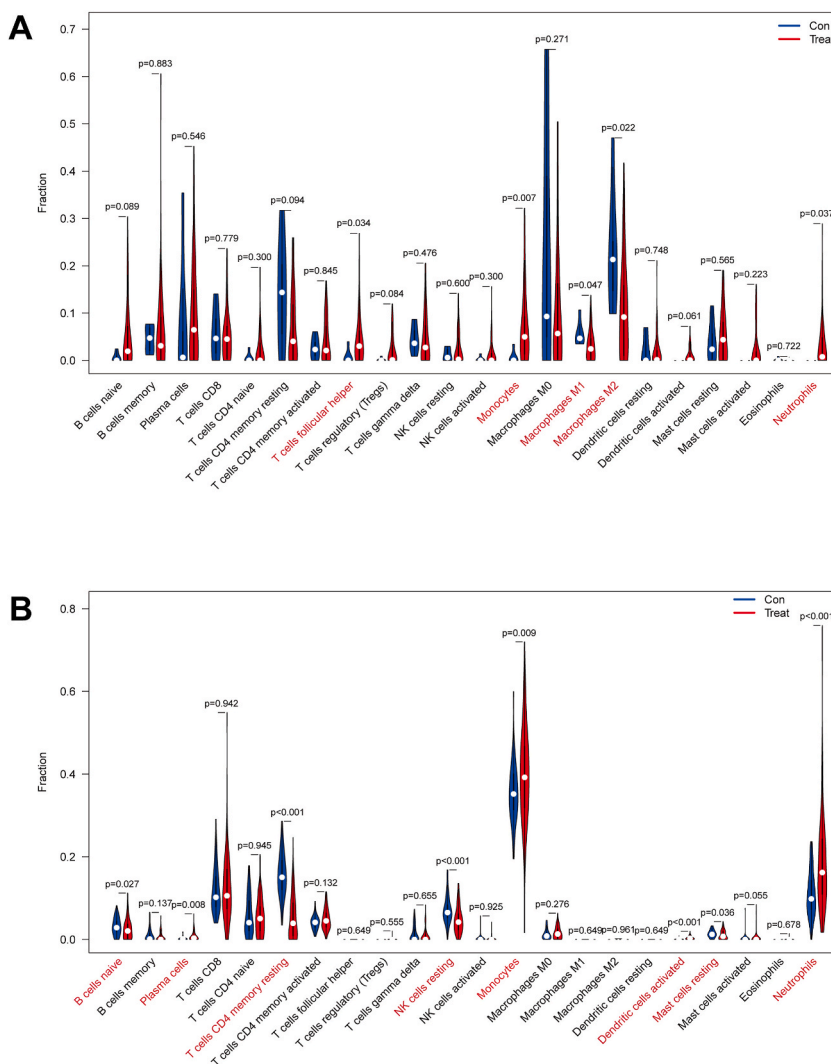 A
Con
Treat
0.7
0.6
0.5
0.4
0.3
0.2
0.1
0.0
Fraction
p=0.089
p=0.883
p=0.546
p=0.779
p=0.300
p=0.094
p=0.845
p=0.034
p=0.084
p=0.476
p=0.600
p=0.300
p=0.007
p=0.271
p=0.047
p=0.022
p=0.748
p=0.061
p=0.565
p=0.223
p=0.722
p=0.037
B cells naive
B cells memory
Plasma cells
T cells CD8
T cells CD4 naive
T cells CD4 memory resting
T cells CD4 memory activated
T cells follicular helper
T cells regulatory (Tregs)
T cells gamma delta
NK cells resting
NK cells activated
Monocytes
Macrophages M0
Macrophages M1
Macrophages M2
Dendritic cells resting
Dendritic cells activated
Mast cells resting
Mast cells activated
Eosinophils
Neutrophils
B
Con
Treat
0.8
0.6
0.4
0.2
0.0
Fraction
p=0.027
p=0.137
p=0.008
p=0.942
p=0.945
p<0.001
p=0.132
p=0.649
p=0.555
p=0.655
p<0.001
p=0.925
p=0.009
p=0.276
p=0.649
p=0.961
p=0.649
p<0.001
p=0.036
p=0.055
p=0.678
p<0.001
B cells naive
B cells memory
Plasma cells
T cells CD8
T cells CD4 naive
T cells CD4 memory resting
T cells CD4 memory activated
T cells follicular helper
T cells regulatory (Tregs)
T cells gamma delta
NK cells resting
NK cells activated
Monocytes
Macrophages M0
Macrophages M1
Macrophages M2
Dendritic cells resting
Dendritic cells activated
Mast cells resting
Mast cells activated
Eosinophils
Neutrophils